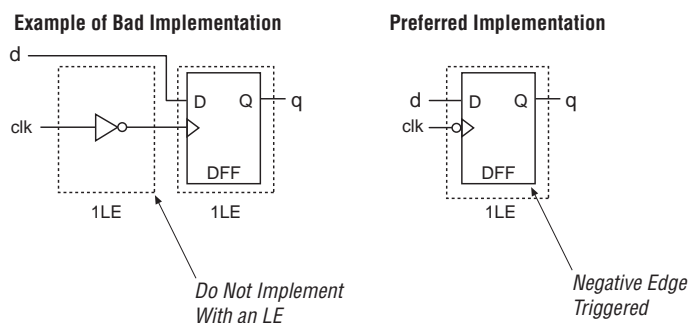 Example of Bad Implementation
d
clk
D
Q
q
DFF
1LE
1LE
Do Not Implement
With an LE
Preferred Implementation
d
clk
D
Q
q
DFF
1LE
Negative Edge
Triggered